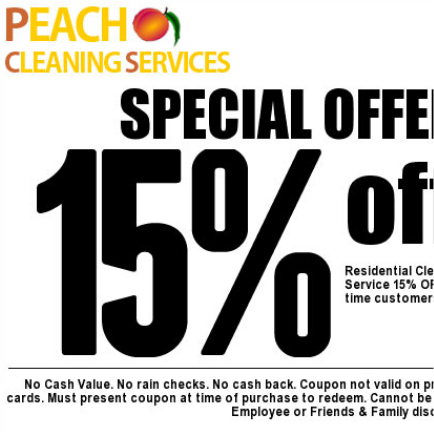 PEACH
CLEANING SERVICES
SPECIAL OFFE
15% of
Residential Cle
Service 15% OF
time customer
No Cash Value. No rain checks. No cash back. Coupon not valid on pr
cards. Must present coupon at time of purchase to redeem. Cannot be
Employee or Friends & Family disc